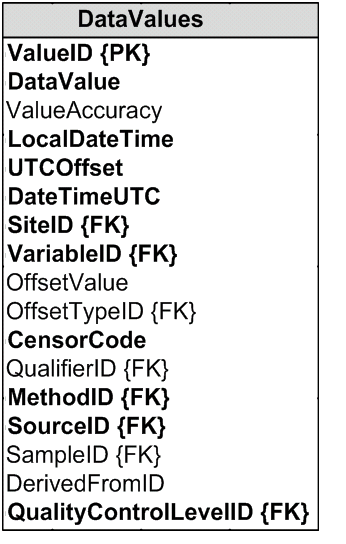 DataValues
ValueID {PK}
DataValue
ValueAccuracy
LocalDateTime
UTCOffset
DateTimeUTC
SiteID {FK}
VariableID {FK}
OffsetValue
OffsetTypeID {FK}
CensorCode
QualifierID {FK}
MethodID {FK}
SourceID {FK}
SampleID {FK}
DerivedFromID
QualityControlLevelID {FK}